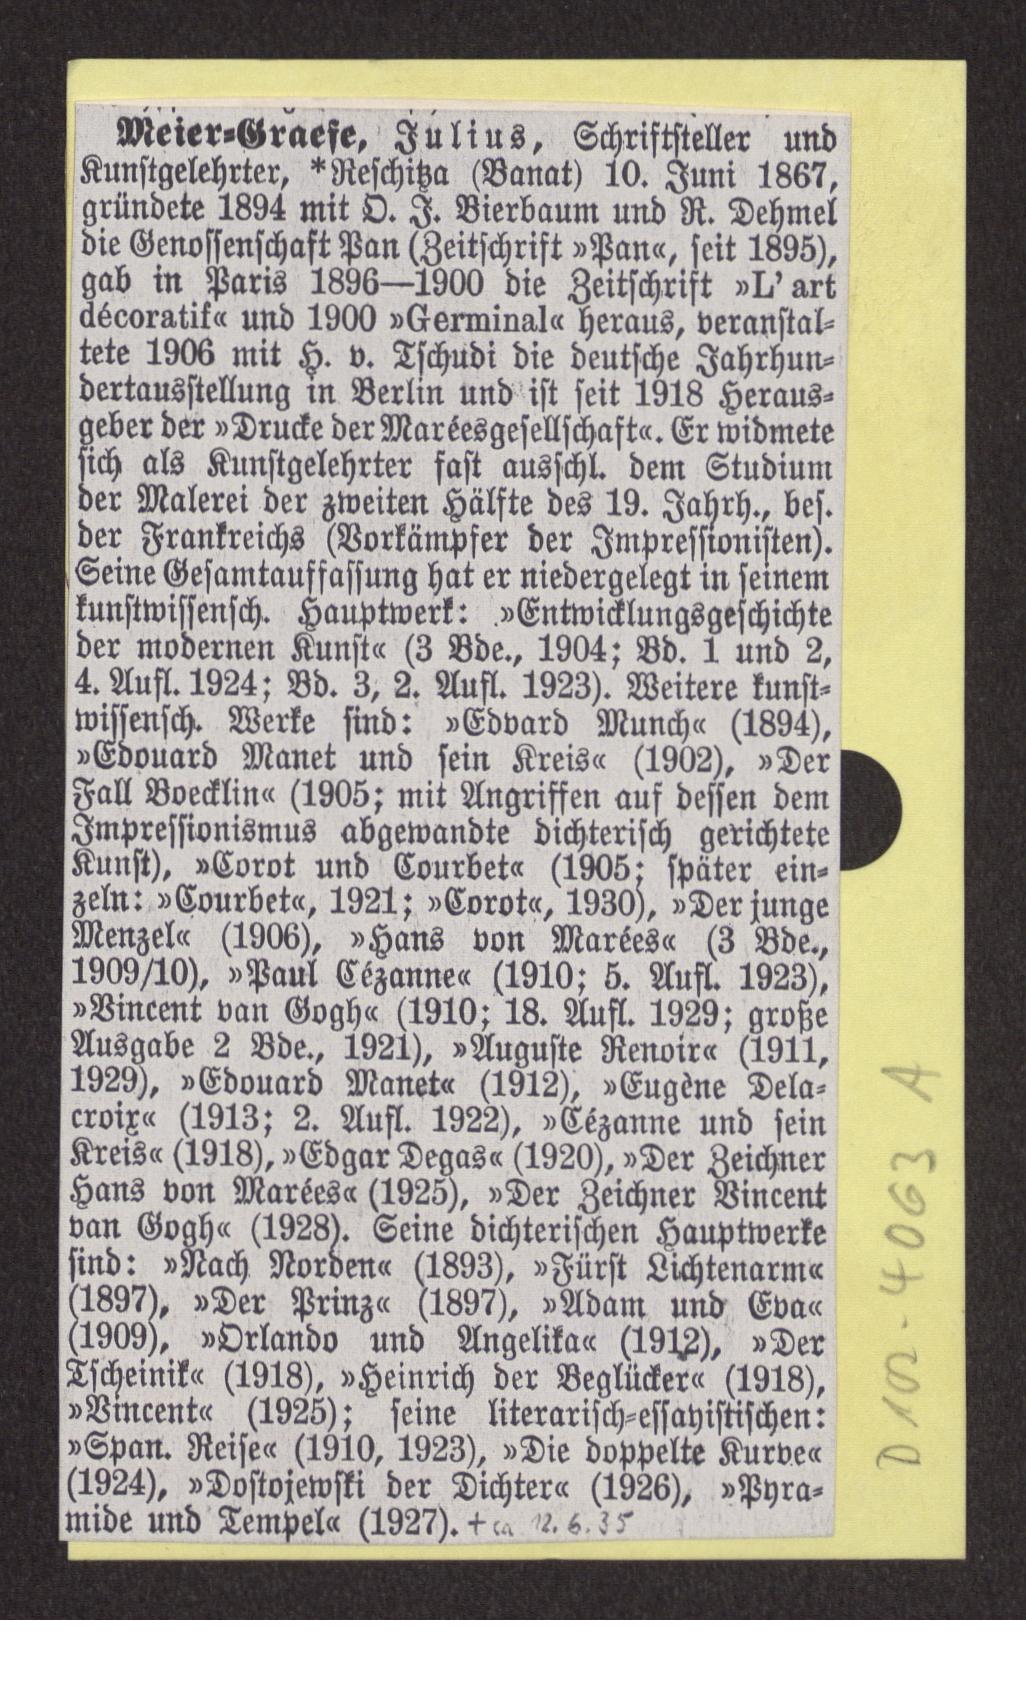 Meier-Graefe, Julius, Schriftsteller und
Kunstgelehrter, *Reschitza (Banat) 10. Juni 1867,
gründete 1894 mit O. J. Bierbaum und R. Dehmel
die Genossenschaft Pan (Zeitschrift »Pan«, seit 1895),
gab in Paris 1896—1900 die Zeitschrift »L' art
décoratif« und 1900 »Germinal« heraus, veranstal-
tete 1906 mit H. v. Tschudi die deutsche Jahrhun-
dertausstellung in Berlin und ist seit 1918 Heraus-
geber der »Drucke der Maréesgesellschaft«. Er widmete
sich als Kunstgelehrter fast ausschl. dem Studium
der Malerei der zweiten Hälfte des 19. Jahrh., bes.
der Frankreichs (Vorkämpfer der Impressionisten).
Seine Gesamtauffassung hat er niedergelegt in seinem
kunstwissensch. Hauptwerk: »Entwicklungsgeschichte
der modernen Kunst« (3 Bde., 1904; Bd. 1 und 2,
4. Aufl. 1924; Bd. 3, 2. Aufl. 1923). Weitere kunst-
wissensch. Werke sind: »Edvard Munch« (1894),
»Edouard Manet und sein Kreis« (1902), »Der
Fall Boecklin« (1905; mit Angriffen auf dessen dem
Impressionismus abgewandte dichterisch gerichtete
Kunst), »Corot und Courbet« (1905; später ein-
zeln: »Courbet«, 1921; »Corot«, 1930), »Der junge
Menzel« (1906), »Hans von Marées« (3 Bde.,
1909/10), »Paul Cézanne« (1910; 5. Aufl. 1923),
»Vincent van Gogh« (1910; 18. Aufl. 1929; große
Ausgabe 2 Bde., 1921), »Auguste Renoir« (1911,
1929), »Edouard Manet« (1912), »Eugène Dela-
croix« (1913; 2. Aufl. 1922), »Cézanne und sein
Kreis« (1918), »Edgar Degas« (1920), »Der Zeichner
Hans von Marées« (1925), »Der Zeichner Vincent
van Gogh« (1928). Seine dichterischen Hauptwerke
sind: »Nach Norden« (1893), »Fürst Lichtenarm«
(1897), »Der Prinz« (1897), »Adam und Eva«
(1909), »Orlando und Angelika« (1912), »Der
Tscheinik« (1918), »Heinrich der Beglücker« (1918),
»Vincent« (1925); seine literarisch-essayistischen:
»Span. Reise« (1910, 1923), »Die doppelte Kurve«
(1924), »Dostojewski der Dichter« (1926), »Pyra-
mide und Tempel« (1927). + ca 12. 6. 35
D 102-4063 A